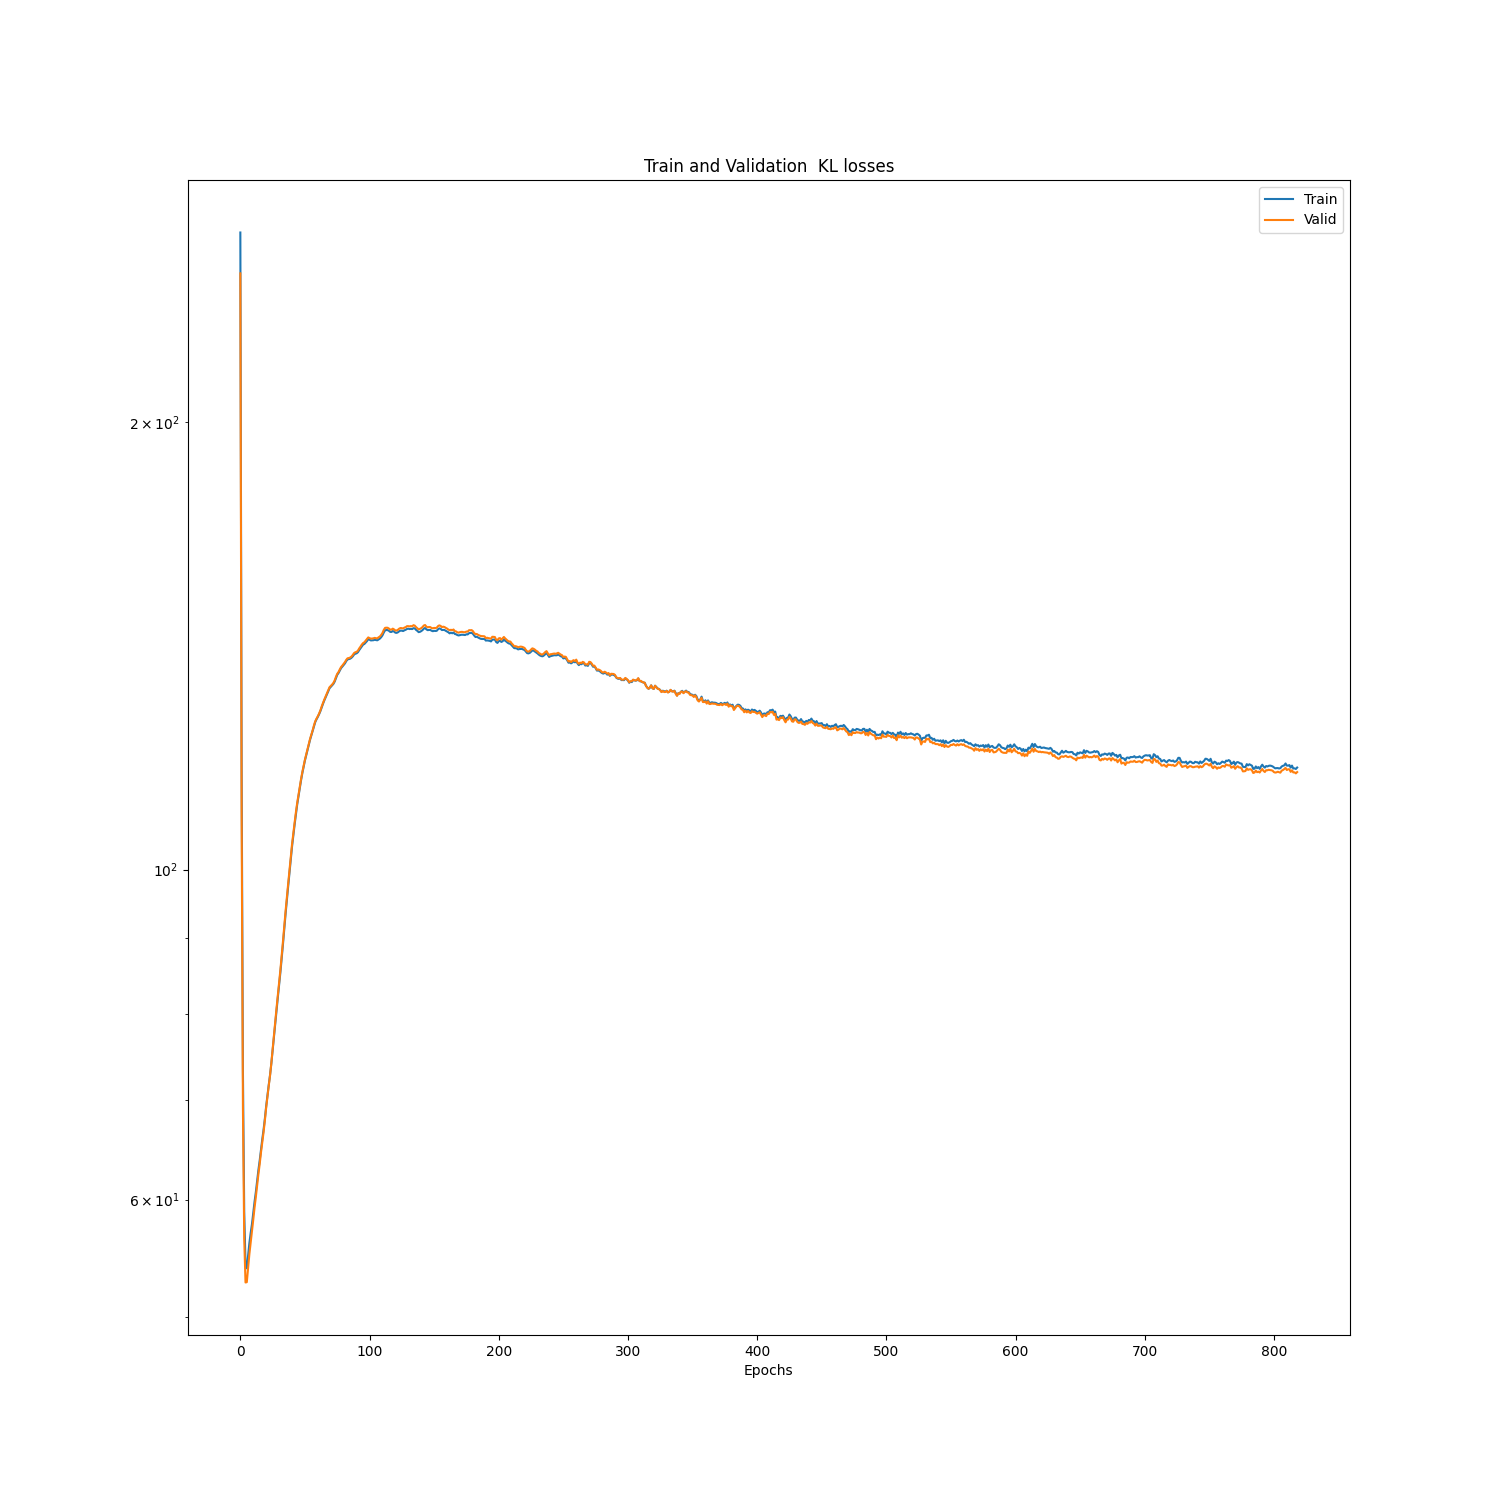 Train and Validation  KL losses
Train
Valid
2 × 10²
10²
6 × 10¹
0 100 200 300 400 500 600 700 800
Epochs